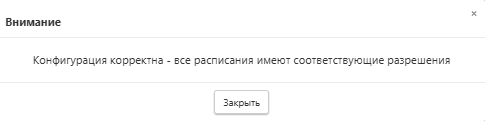 Внимание
×
Конфигурация корректна - все расписания имеют соответствующие разрешения
Закрыть